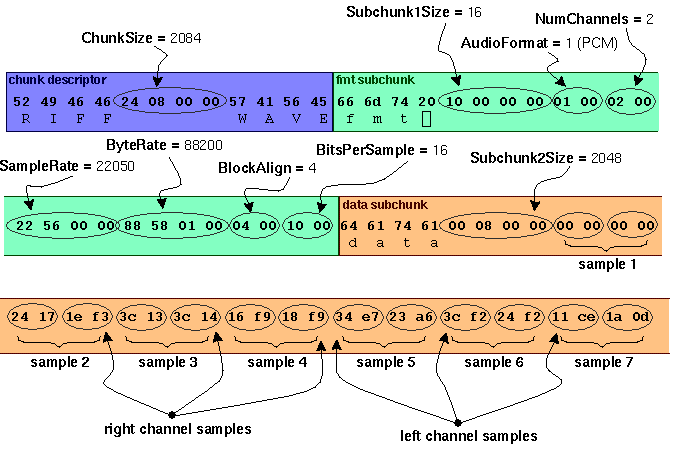 Subchunk1Size = 16
NumChannels = 2
ChunkSize = 2084
AudioFormat = 1 (PCM)
chunk descriptor
fmt subchunk
52 49 46 46 24 08 00 00 57 41 56 45 66 6d 74 20 10 00 00 00 01 00 02 00
R I F F W A V E f m t
ByteRate = 88200
SampleRate = 22050
BlockAlign = 4
BitsPerSample = 16
Subchunk2Size = 2048
data subchunk
22 56 00 00 88 58 01 00 04 00 10 00 64 61 74 61 00 08 00 00 00 00 00 00
d a t a
sample 1
24 17 1e f3 3c 13 3c 14 16 f9 18 f9 34 e7 23 a6 3c f2 24 f2 11 ce 1a 0d
sample 2 sample 3 sample 4 sample 5 sample 6 sample 7
right channel samples
left channel samples